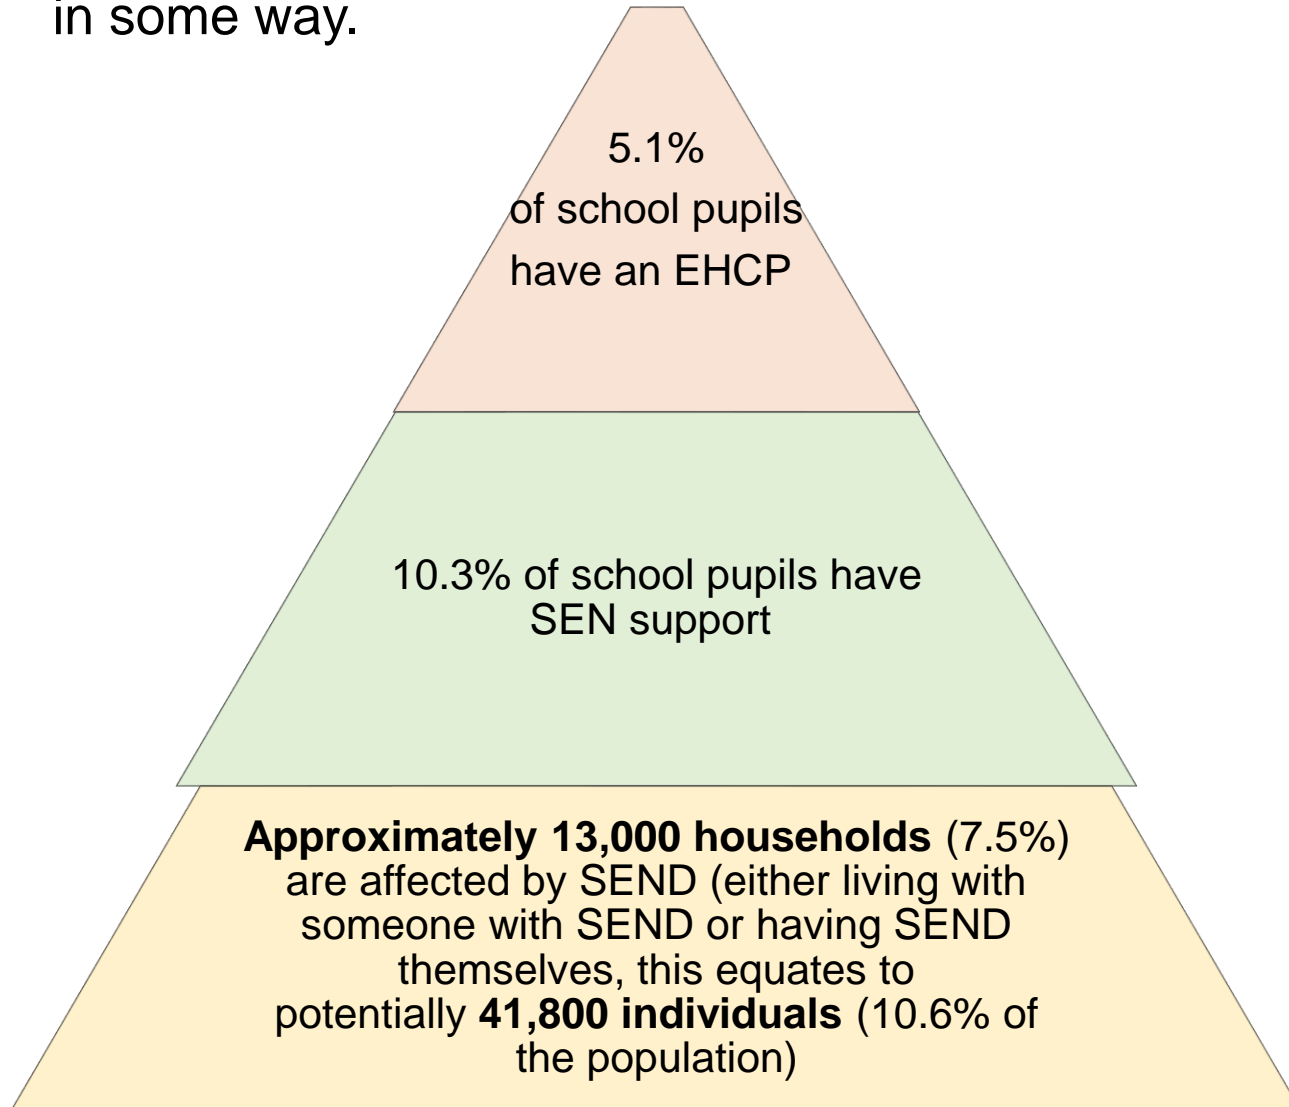 in some way.
5.1%
of school pupils
have an EHCP
10.3% of school pupils have
SEN support
Approximately 13,000 households (7.5%)
are affected by SEND (either living with
someone with SEND or having SEND
themselves, this equates to
potentially 41,800 individuals (10.6% of
the population)